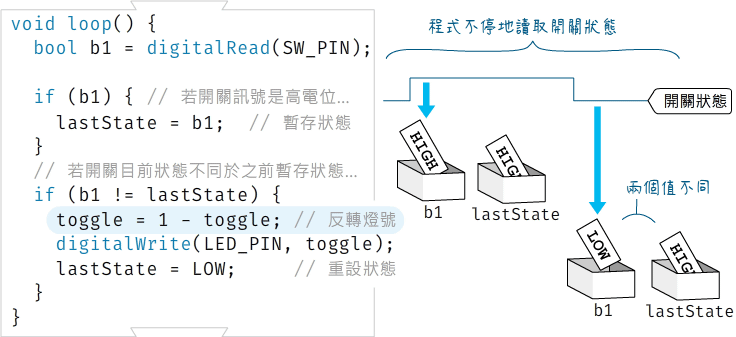 void loop() {
  bool b1 = digitalRead(SW_PIN);
  if (b1) { // 若開關訊號是高電位...
    lastState = b1;  // 暫存狀態
  }
  // 若開關目前狀態不同於之前暫存狀態...
  if (b1 != lastState) {
    toggle = 1 - toggle; // 反轉燈號
    digitalWrite(LED_PIN, toggle);
    lastState = LOW;     // 重設狀態
  }
}
程式不停地讀取開關狀態
開關狀態
HIGH
HIGH
b1
lastState
兩個值不同
LOW
HIGH
b1
lastState